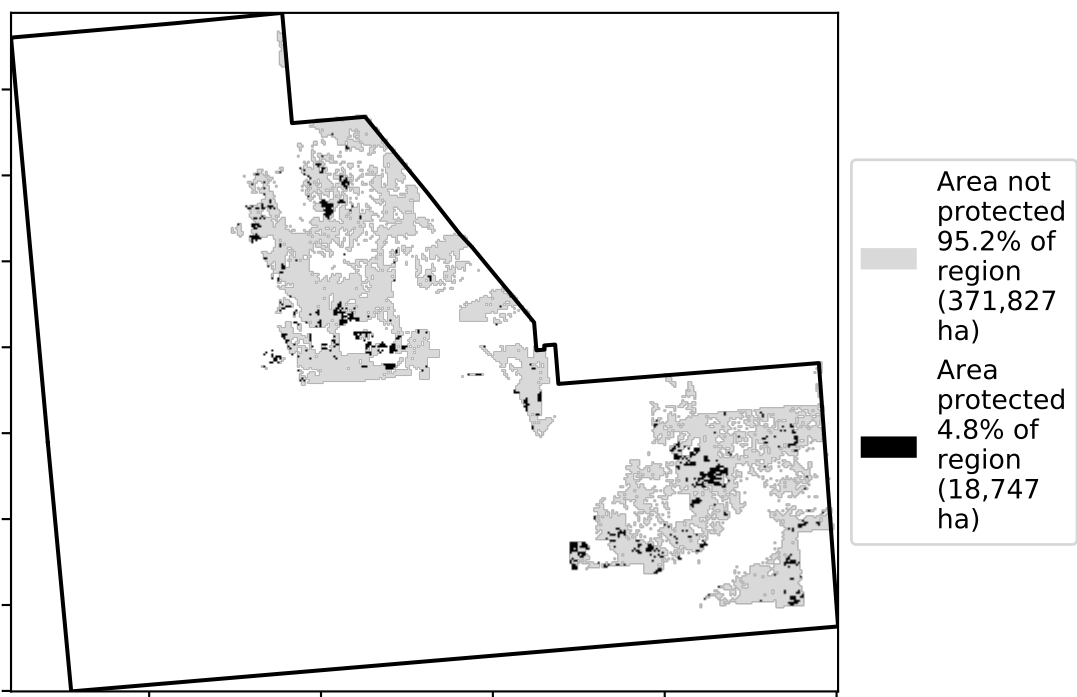 Area not
protected
95.2% of
region
(371,827
ha)
Area
protected
4.8% of
region
(18,747
ha)